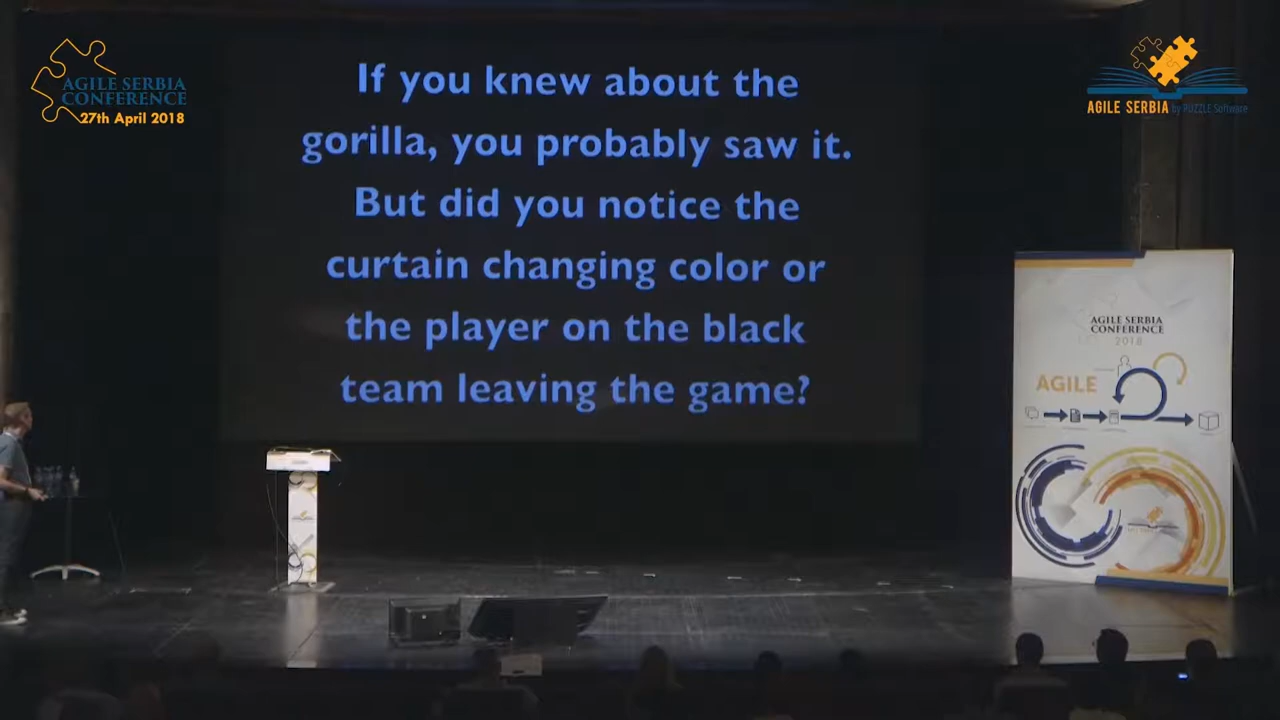 AGILE SERBIA
CONFERENCE
27th April 2018
If you knew about the
gorilla, you probably saw it.
But did you notice the
curtain changing color or
the player on the black
team leaving the game?
AGILE SERBIA by PUZZLE Software
AGILE SERBIA
CONFERENCE
2018
AGILE